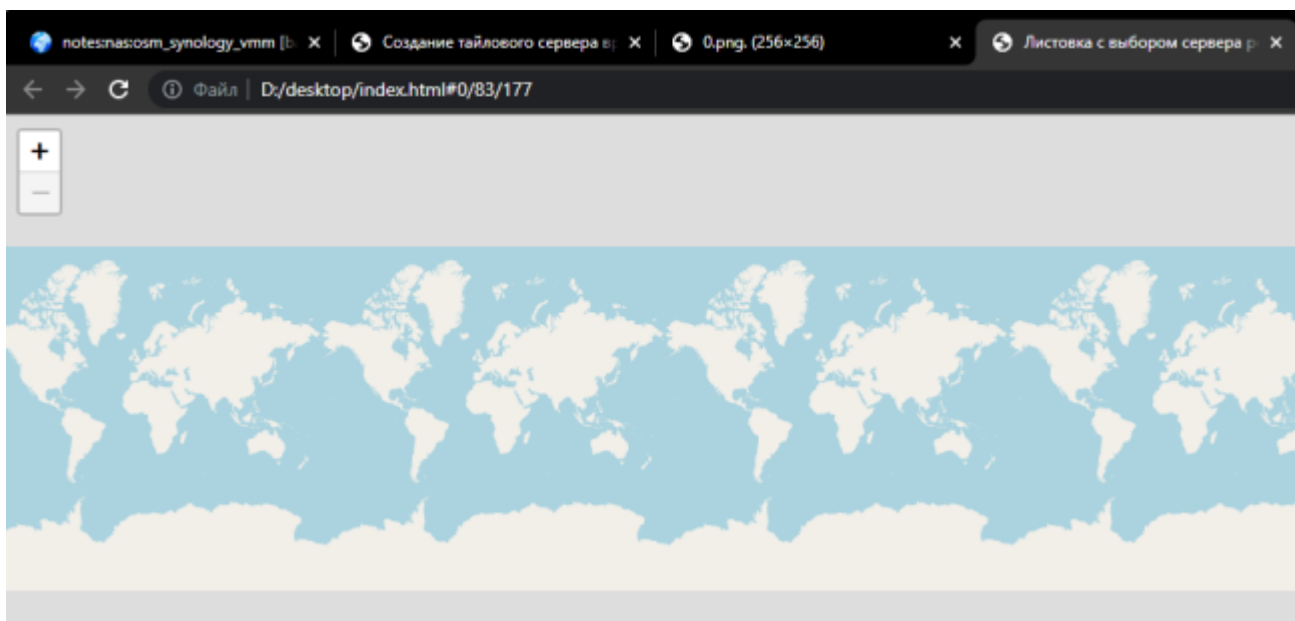 notes:nas:osm_synology_vmm [b
Создание тайлового сервера в
0.png. (256×256)
Листовка с выбором сервера р
Файл
D:/desktop/index.html#0/83/177
+
−